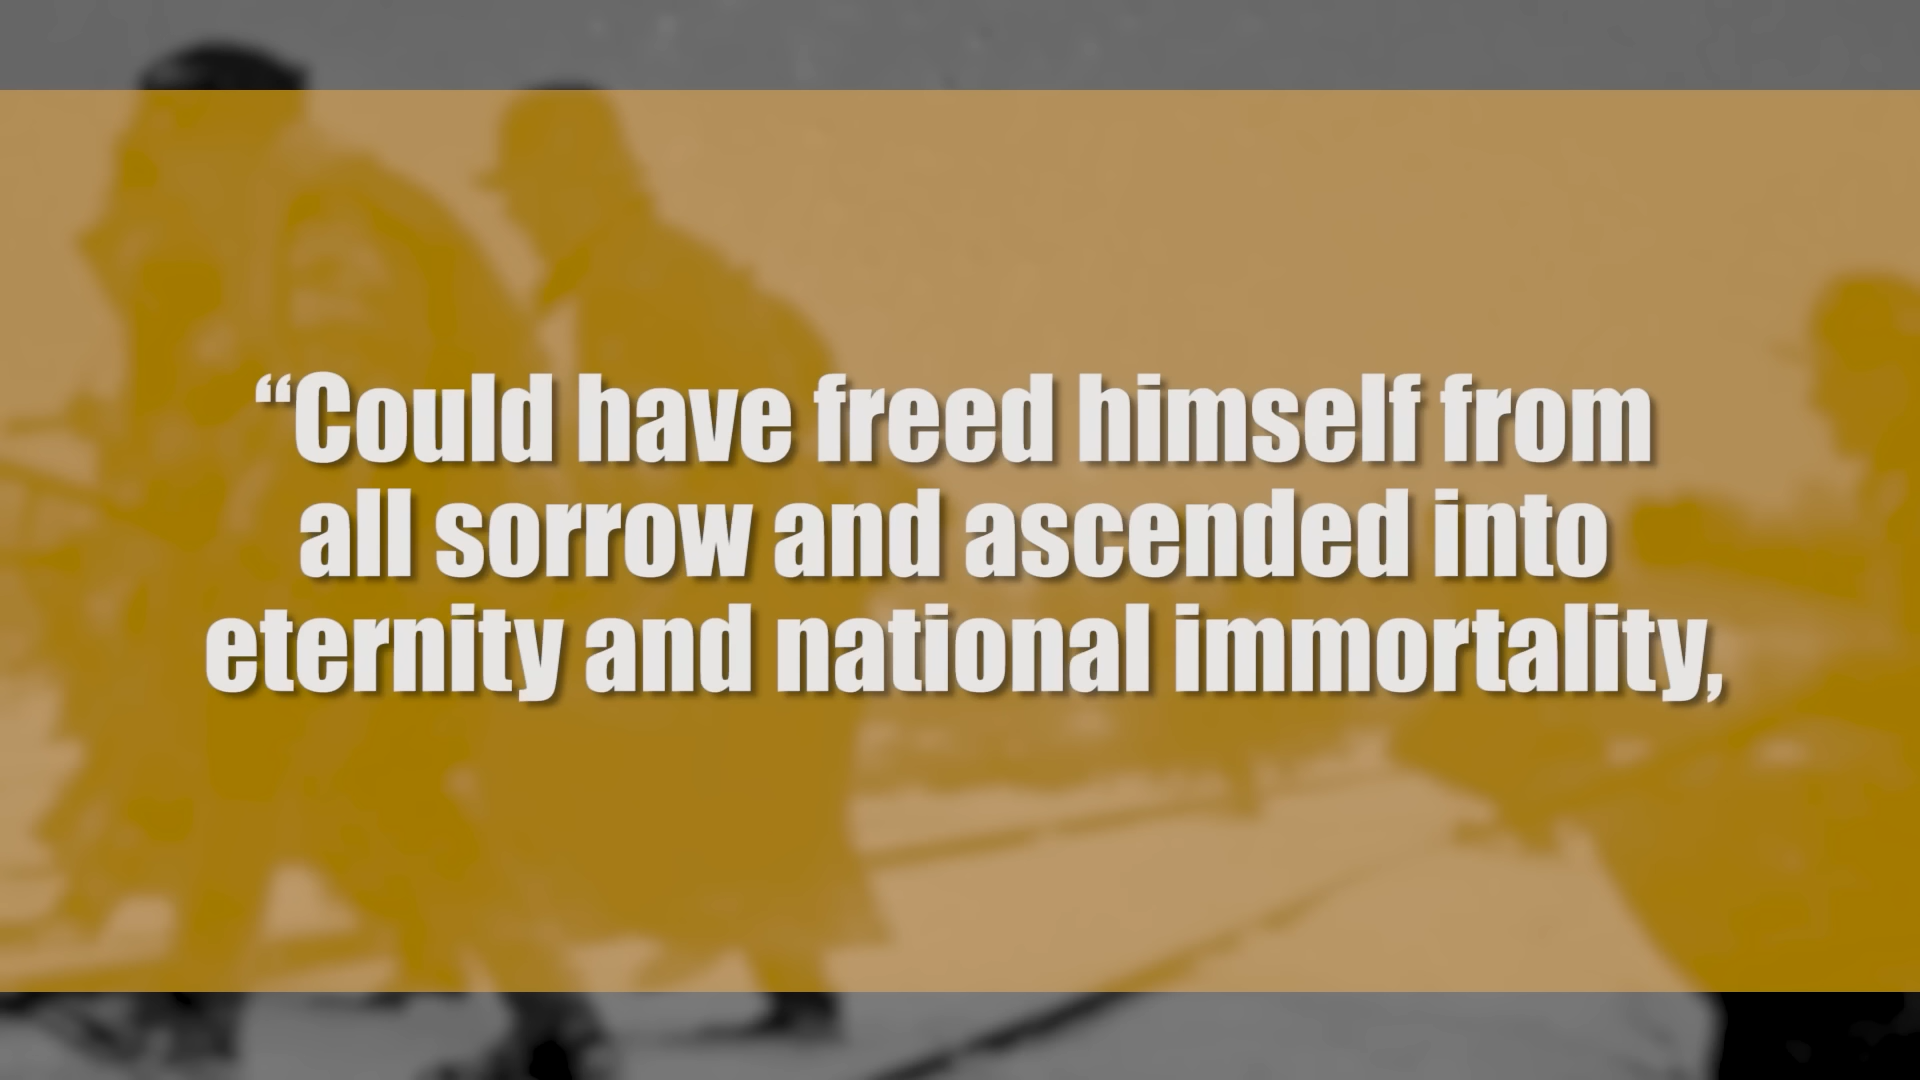 “Could have freed himself from
all sorrow and ascended into
eternity and national immortality,